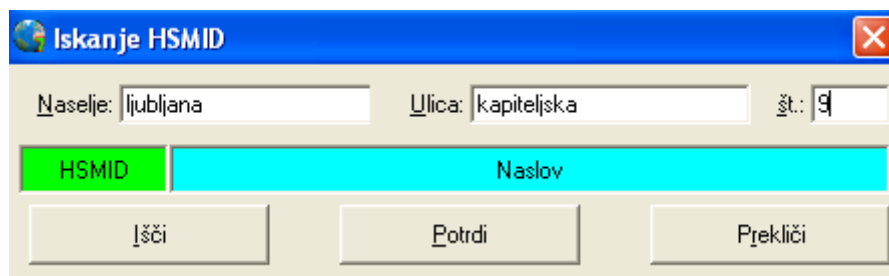 Iskanje HSMID
Naselje: ljubljana Ulica: kapiteljska št.: 9
HSMID Naslov
Išči Potrdi Prekliči